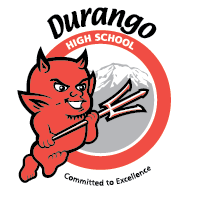 Durango
HIGH SCHOOL
Committed to Excellence